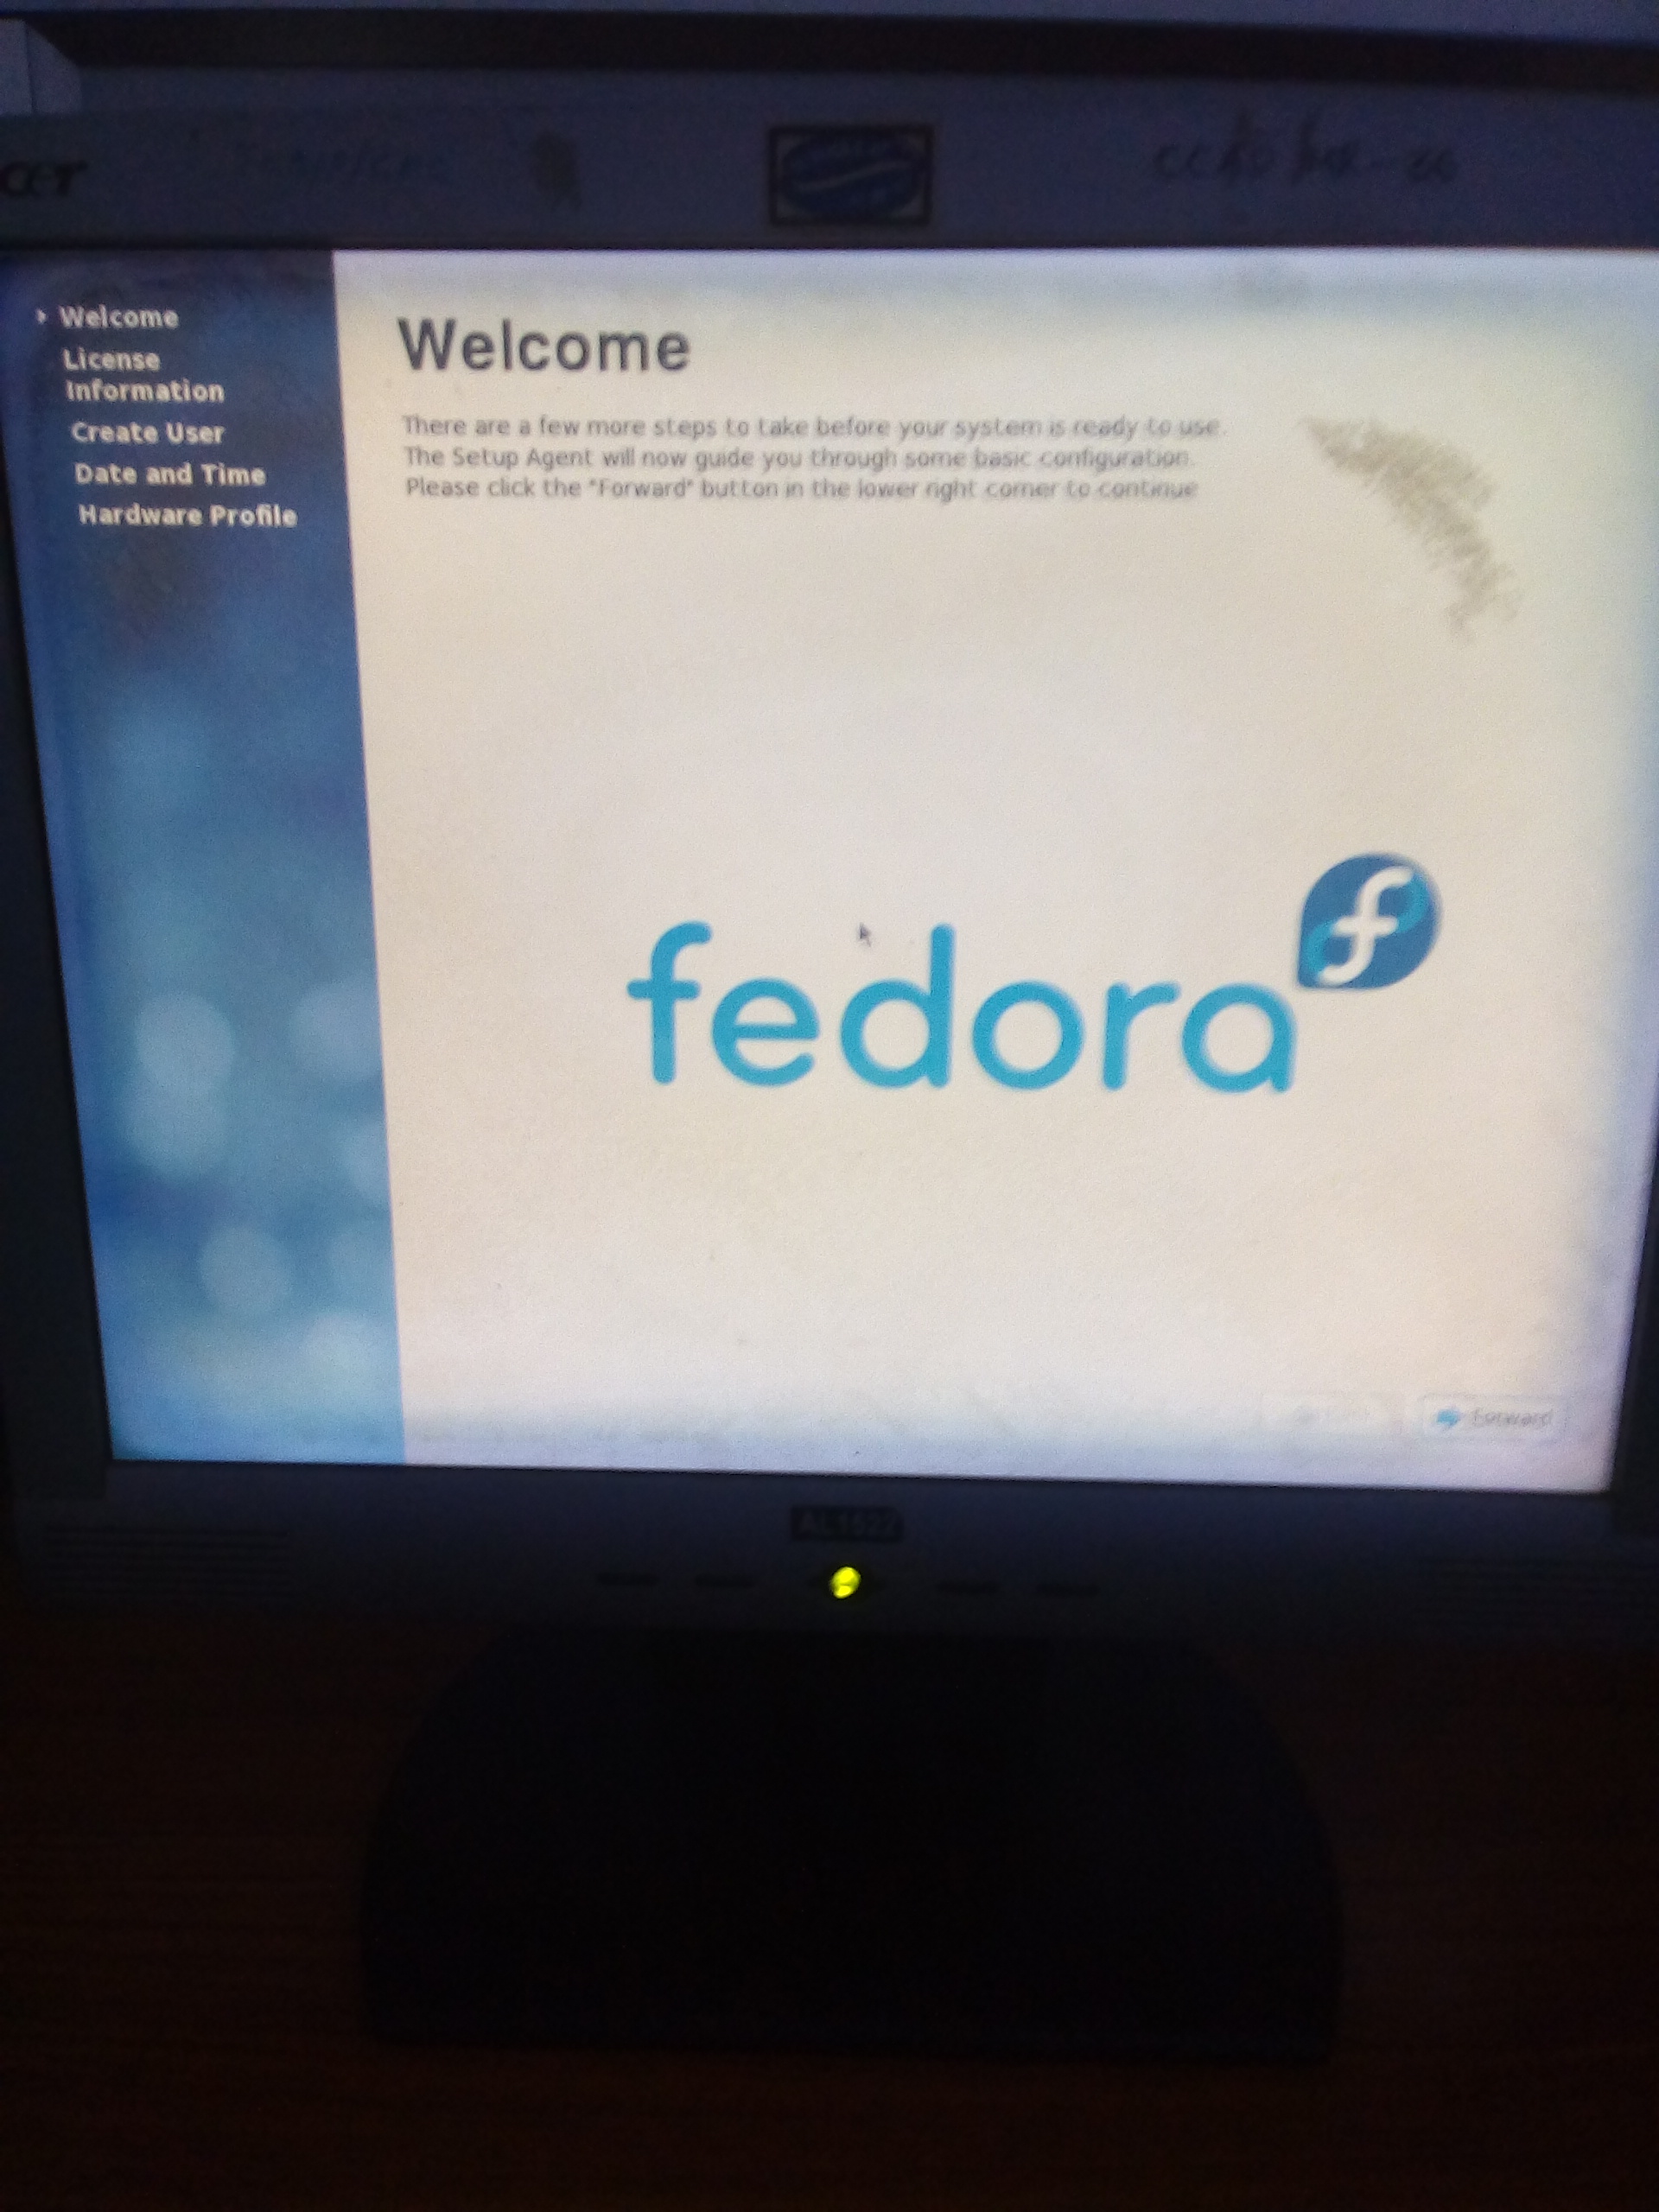 acer
Welcome
License
Information
Create User
Date and Time
Hardware Profile
Welcome
There are a few more steps to take before your system is ready to use.
The Setup Agent will now guide you through some basic configuration.
Please click the "Forward" button in the lower right corner to continue
fedora
Forward